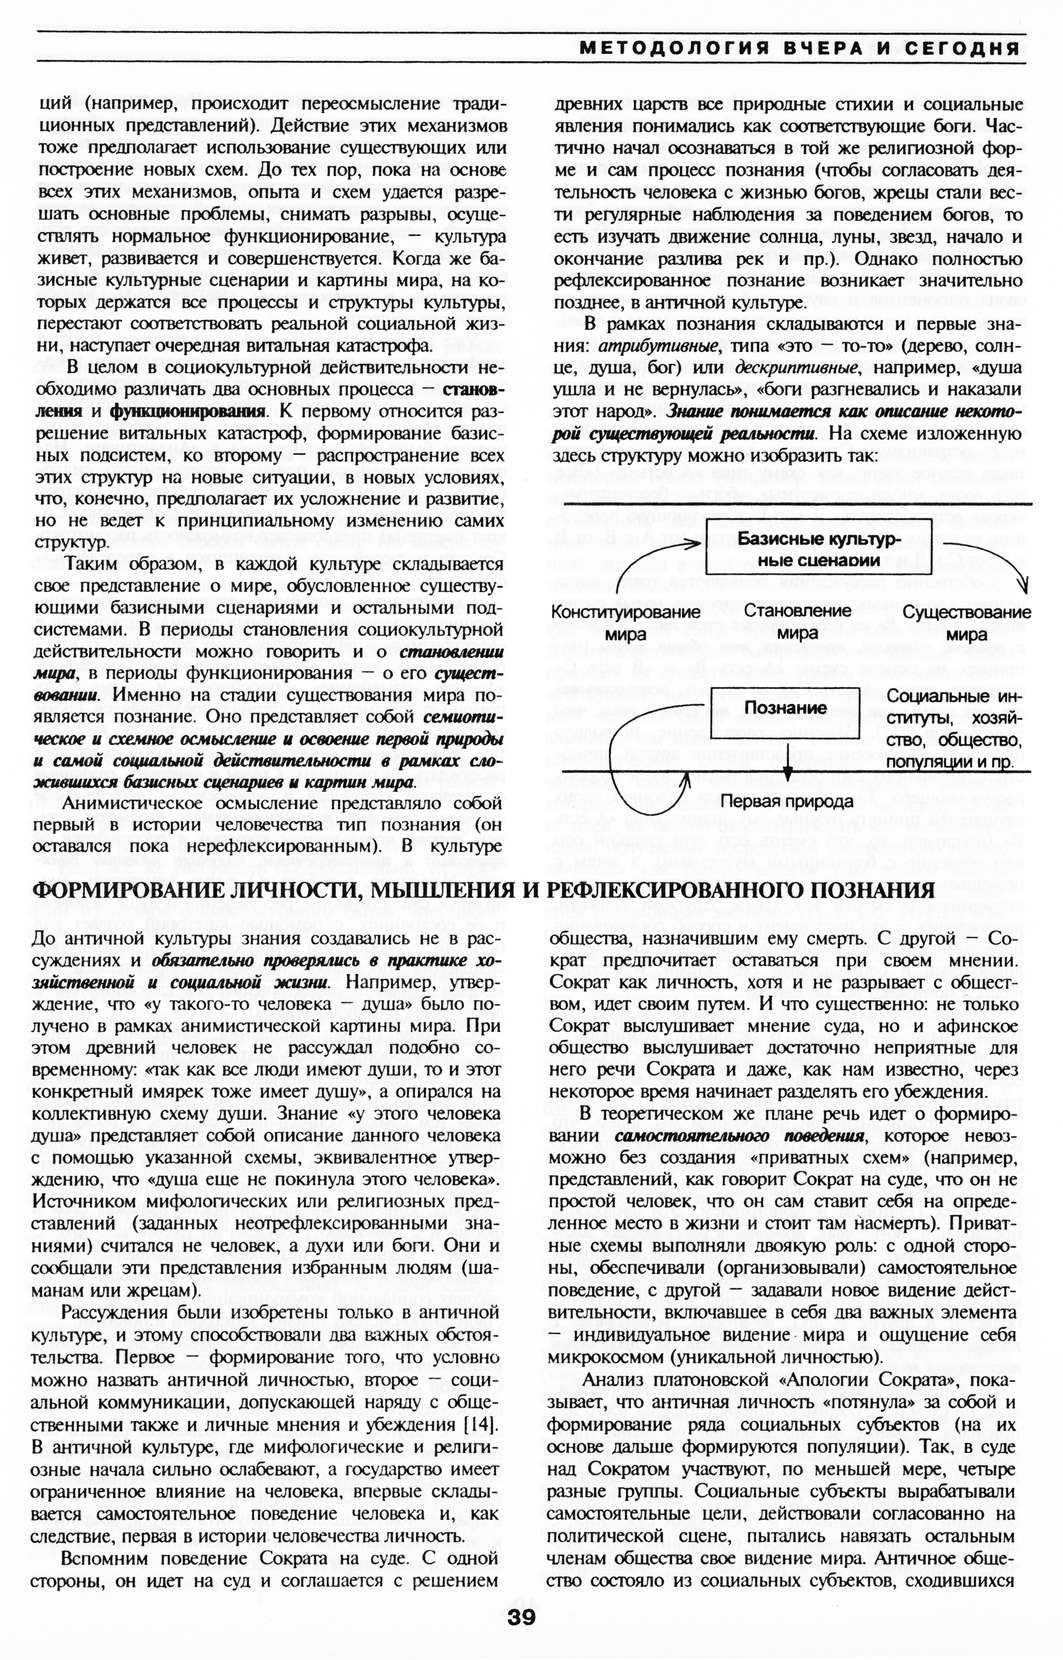 МЕТОДОЛОГИЯ ВЧЕРА И СЕГОДНЯ
ций (например, происходит переосмысление тради-
ционных представлений). Действие этих механизмов
тоже предполагает использование существующих или
построение новых схем. До тех пор, пока на основе
всех этих механизмов, опыта и схем удается разре-
шать основные проблемы, снимать разрывы, осуще-
ствлять нормальное функционирование, — культура
живет, развивается и совершенствуется. Когда же ба-
зисные культурные сценарии и картины мира, на ко-
торых держатся все процессы и структуры культуры,
перестают соответствовать реальной социальной жиз-
ни, наступает очередная витальная катастрофа.
В целом в социокультурной действительности не-
обходимо различать два основных процесса — станов-
ления и функционирования. К первому относится раз-
решение витальных катастроф, формирование базис-
ных подсистем, ко второму — распространение всех
этих структур на новые ситуации, в новых условиях,
что, конечно, предполагает их усложнение и развитие,
но не ведет к принципиальному изменению самих
структур.
Таким образом, в каждой культуре складывается
свое представление о мире, обусловленное существу-
ющими базисными сценариями и остальными под-
системами. В периоды становления социокультурной
действительности можно говорить и о становлении
мира, в периоды функционирования — о его сущест-
вовании. Именно на стадии существования мира по-
является познание. Оно представляет собой семиоти-
ческое и схемное осмысление и освоение первой природы
и самой социальной действительности в рамках сло-
жившихся базисных сценариев и картин мира.
Анимистическое осмысление представляло собой
первый в истории человечества тип познания (он
оставался пока нерефлексированным). В культуре
древних царств все природные стихии и социальные
явления понимались как соответствующие боги. Час-
тично начал осознаваться в той же религиозной фор-
ме и сам процесс познания (чтобы согласовать дея-
тельность человека с жизнью богов, жрецы стали вес-
ти регулярные наблюдения за поведением богов, то
есть изучать движение солнца, луны, звезд, начало и
окончание разлива рек и пр.). Однако полностью
рефлексированное познание возникает значительно
позднее, в античной культуре.
В рамках познания складываются и первые зна-
ния: атрибутивные, типа «это — то-то» (дерево, солн-
це, душа, бог) или дескриптивные, например, «душа
ушла и не вернулась», «боги разгневались и наказали
этот народ». Знание понимается как описание некото-
рой существующей реальности. На схеме изложенную
здесь структуру можно изобразить так:
Базисные культур-
ные сценарии
Конституирование
мира
Становление
мира
Существование
мира
Познание
Социальные ин-
ституты, хозяй-
ство, общество,
популяции и пр.
Первая природа
ФОРМИРОВАНИЕ ЛИЧНОСТИ, МЫШЛЕНИЯ И РЕФЛЕКСИРОВАННОГО ПОЗНАНИЯ
До античной культуры знания создавались не в рас-
суждениях и обязательно проверялись в практике хо-
зяйственной и социальной жизни. Например, утвер-
ждение, что «у такого-то человека — душа» было по-
лучено в рамках анимистической картины мира. При
этом древний человек не рассуждал подобно со-
временному: «так как все люди имеют души, то и этот
конкретный имярек тоже имеет душу», а опирался на
коллективную схему души. Знание «у этого человека
душа» представляет собой описание данного человека
с помощью указанной схемы, эквивалентное утвер-
ждению, что «душа еще не покинула этого человека».
Источником мифологических или религиозных пред-
ставлений (заданных неотрефлексированными зна-
ниями) считался не человек, а духи или боги. Они и
сообщали эти представления избранным людям (ша-
манам или жрецам).
Рассуждения были изобретены только в античной
культуре, и этому способствовали два важных обстоя-
тельства. Первое — формирование того, что условно
можно назвать античной личностью, второе — соци-
альной коммуникации, допускающей наряду с обще-
ственными также и личные мнения и убеждения [14].
В античной культуре, где мифологические и религи-
озные начала сильно ослабевают, а государство имеет
ограниченное влияние на человека, впервые склады-
вается самостоятельное поведение человека и, как
следствие, первая в истории человечества личность.
Вспомним поведение Сократа на суде. С одной
стороны, он идет на суд и соглашается с решением
общества, назначившим ему смерть. С другой — Со-
крат предпочитает оставаться при своем мнении.
Сократ как личность, хотя и не разрывает с общест-
вом, идет своим путем. И что существенно: не только
Сократ выслушивает мнение суда, но и афинское
общество выслушивает достаточно неприятные для
него речи Сократа и даже, как нам известно, через
некоторое время начинает разделять его убеждения.
В теоретическом же плане речь идет о формиро-
вании самостоятельного поведения, которое невоз-
можно без создания «приватных схем» (например,
представлений, как говорит Сократ на суде, что он не
простой человек, что он сам ставит себя на опреде-
ленное место в жизни и стоит там насмерть). Приват-
ные схемы выполняли двоякую роль: с одной сторо-
ны, обеспечивали (организовывали) самостоятельное
поведение, с другой — задавали новое видение дейст-
вительности, включавшее в себя два важных элемента
— индивидуальное видение мира и ощущение себя
микрокосмом (уникальной личностью).
Анализ платоновской «Апологии Сократа», пока-
зывает, что античная личность «потянула» за собой и
формирование ряда социальных субъектов (на их
основе дальше формируются популяции). Так, в суде
над Сократом участвуют, по меньшей мере, четыре
разные группы. Социальные субъекты вырабатывали
самостоятельные цели, действовали согласованно на
политической сцене, пытались навязать остальным
членам общества свое видение мира. Античное обще-
ство состояло из социальных субъектов, сходившихся
39